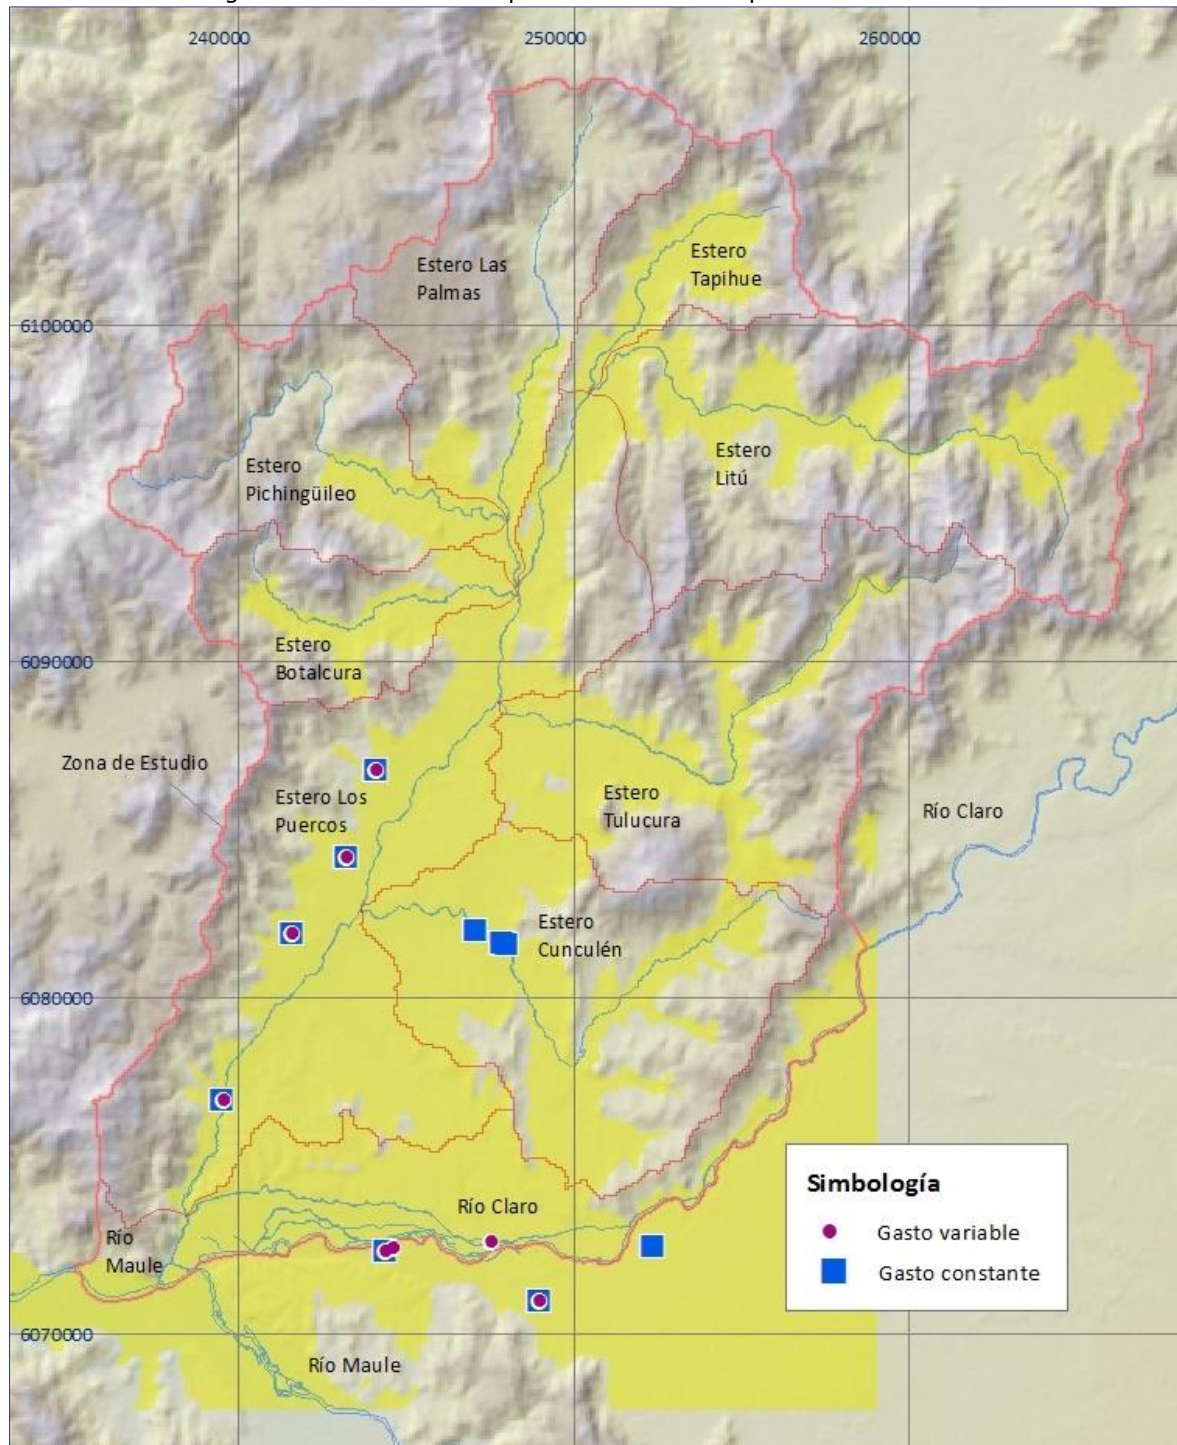 240000
250000
260000
Estero
Tapihue
Estero Las
Palmas
6100000
Estero
Litú
Estero
Pichingüileo
Estero
Botalcura
6090000
Zona de Estudio
Estero Los
Puercos
Estero
Tulucura
Río Claro
Estero
Cunculén
6080000
Simbología
Gasto variable
Gasto constante
Río Claro
Río
Maule
6070000
Río Maule